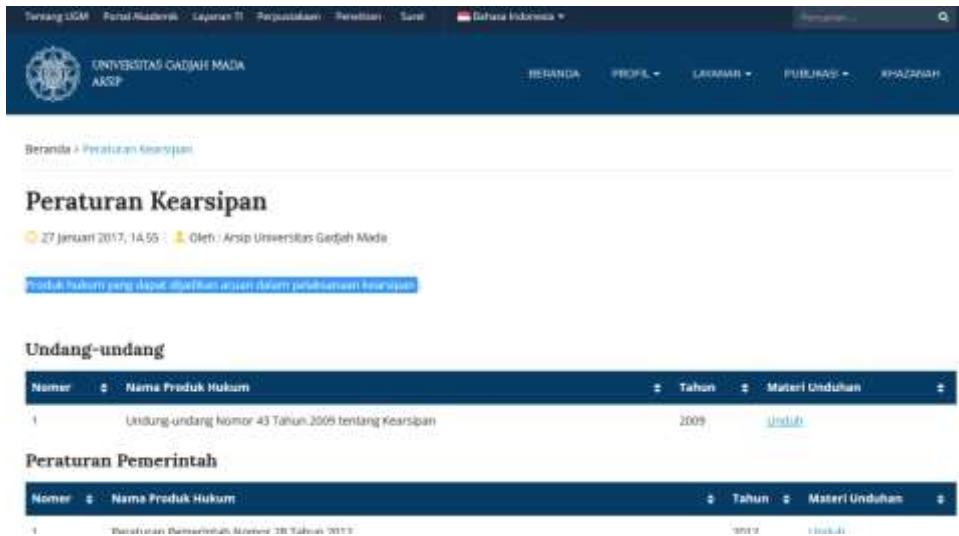 Tentang UGM Portal Akademik Layanan TI Perpustakaan Penelitian Surel Bahasa Indonesia
UNIVERSITAS GADJAH MADA
ARSIP
BERANDA PROFIL LAYANAN PUBLIKASI KHAZANAH
Beranda > Peraturan Kearsipan
Peraturan Kearsipan
27 Januari 2017, 14.55 Oleh : Arsip Universitas Gadjah Mada
Produk hukum yang dapat dijadikan acuan dalam pelaksanaan kearsipan
Undang-undang
Nomer Nama Produk Hukum Tahun Materi Unduhan
1 Undung-undang Nomor 43 Tahun 2009 tentang Kearsipan 2009 Unduh
Peraturan Pemerintah
Nomer Nama Produk Hukum Tahun Materi Unduhan
1 Peraturan Pemerintah Nomor 28 Tahun 2012 2012 Unduh